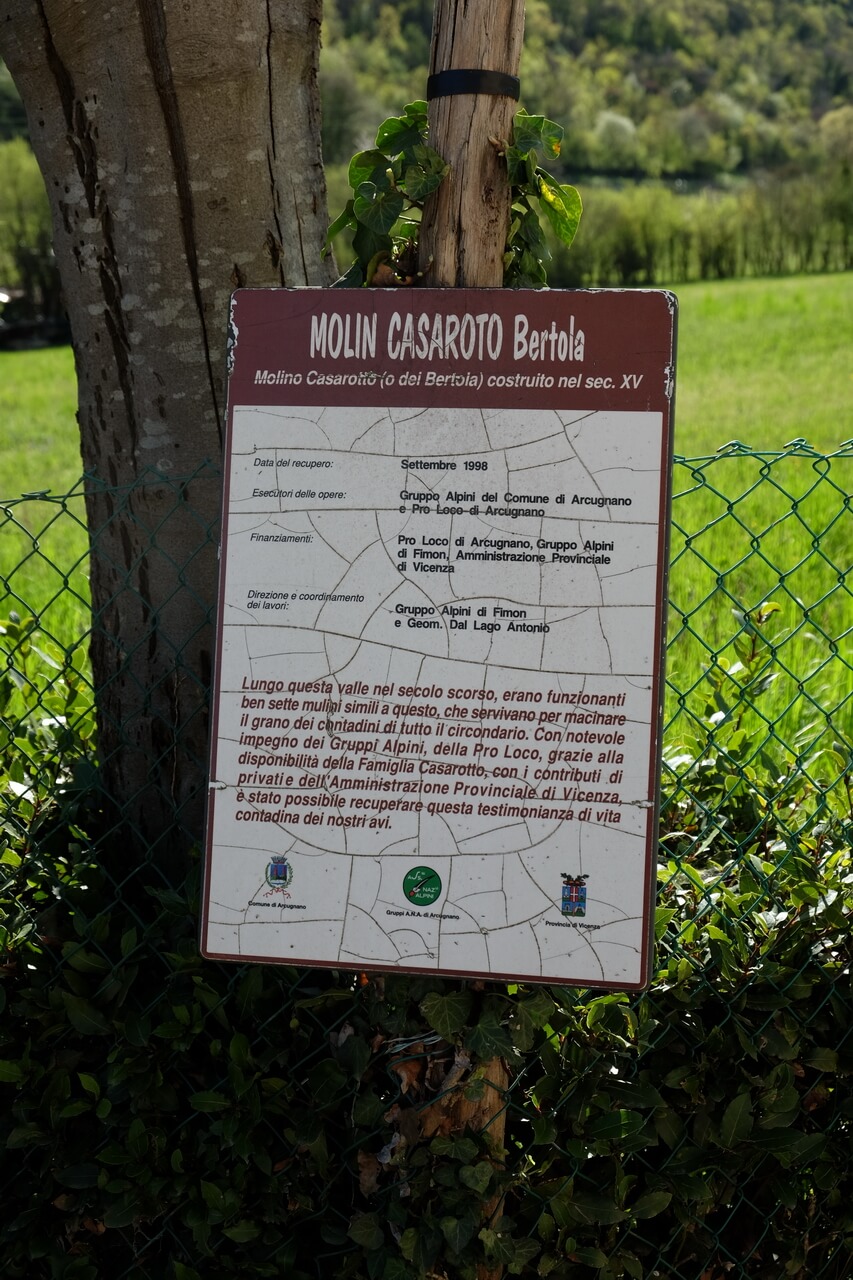 MOLIN CASAROTO Bertola
Molino Casarotto (o dei Bertola) costruito nel sec. XV
Data del recupero: Settembre 1998
Esecutori delle opere: Gruppo Alpini del Comune di Arcugnano
e Pro Loco di Arcugnano
Finanziamenti: Pro Loco di Arcugnano, Gruppo Alpini
di Fimon, Amministrazione Provinciale
di Vicenza
Direzione e coordinamento
dei lavori: Gruppo Alpini di Fimon
e Geom. Dal Lago Antonio
Lungo questa valle nel secolo scorso, erano funzionanti
ben sette mulini simili a questo, che servivano per macinare
il grano dei contadini di tutto il circondario. Con notevole
impegno dei Gruppi Alpini, della Pro Loco, grazie alla
disponibilità della Famiglia Casarotto, con i contributi di
privati e dell'Amministrazione Provinciale di Vicenza,
è stato possibile recuperare questa testimonianza di vita
contadina dei nostri avi.
NAZ
ALPINI
Comune di Arcugnano
Gruppi A.N.A. di Arcugnano
Provincia di Vicenza